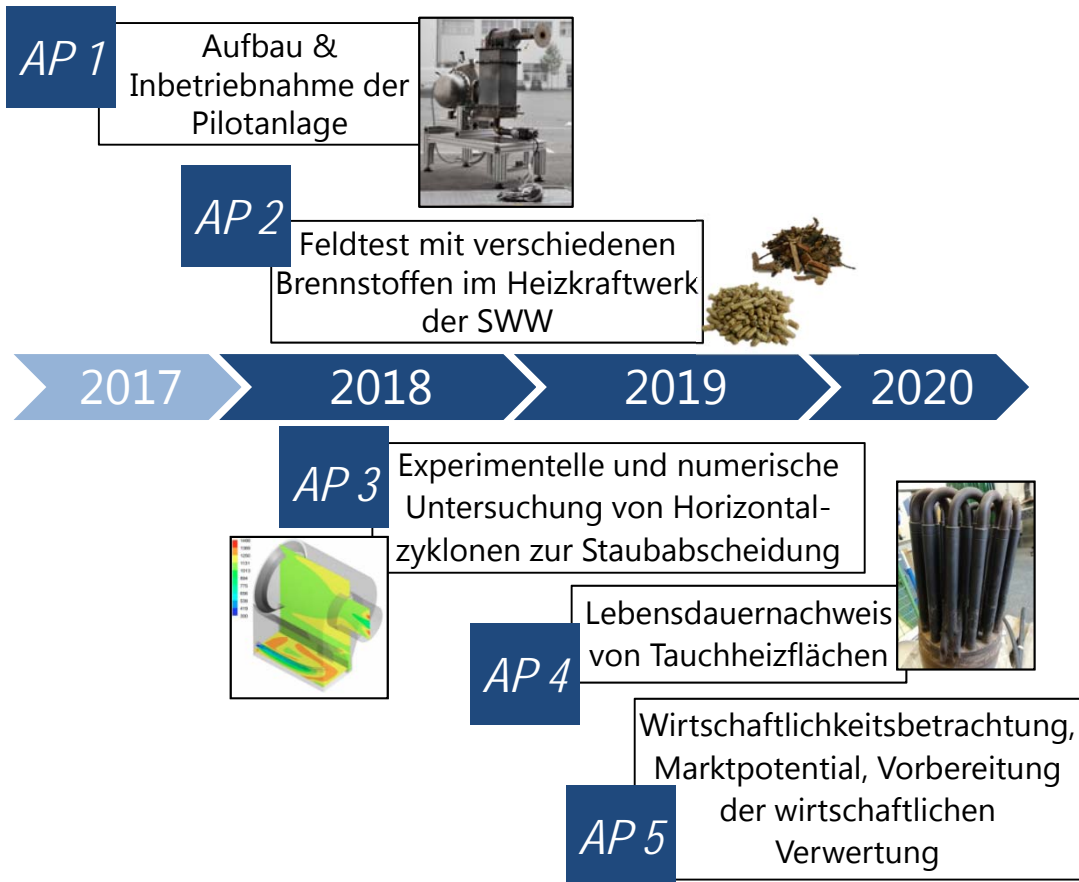 AP 1
Aufbau &
Inbetriebnahme der
Pilotanlage
AP 2
Feldtest mit verschiedenen
Brennstoffen im Heizkraftwerk
der SWW
2017
2018
2019
2020
AP 3
Experimentelle und numerische
Untersuchung von Horizontal-
zyklonen zur Staubabscheidung
AP 4
Lebensdauernachweis
von Tauchheizflächen
AP 5
Wirtschaftlichkeitsbetrachtung,
Marktpotential, Vorbereitung
der wirtschaftlichen
Verwertung